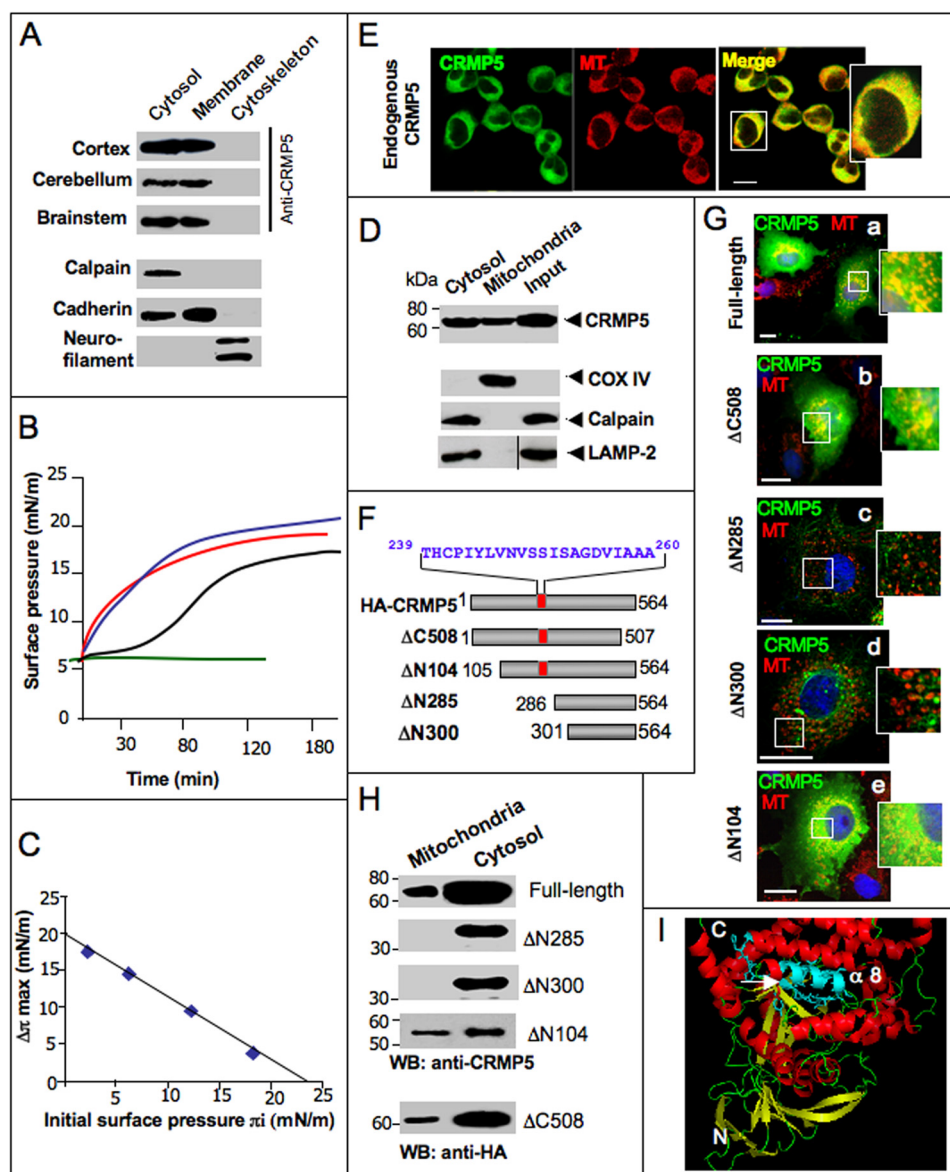 A
Cytosol Membrane Cytoskeleton
Cortex
Cerebellum
Brainstem
Anti-CRMP5
Calpain
Cadherin
Neuro-
filament
B
Surface pressure (mN/m)
25
20
15
10
5
0
30 80 120 180
Time (min)
C
Δπ max (mN/m)
25
20
15
10
5
0
0 5 10 15 20 25
Initial surface pressure πi (mN/m)
E
Endogenous
CRMP5
CRMP5 MT Merge
D
kDa Cytosol Mitochondria Input
80
60
CRMP5
COX IV
Calpain
LAMP-2
F
239 THCPIYLVNVSSISAGDVIAAA 260
HA-CRMP5 1 564
ΔC508 1 507
ΔN104 105 564
ΔN285 286 564
ΔN300 301 564
H
Mitochondria Cytosol
80
60
Full-length
30
ΔN285
30
ΔN300
60
50
ΔN104
WB: anti-CRMP5
60
ΔC508
WB: anti-HA
G
Full-length
CRMP5 MT a
ΔC508
CRMP5
MT
b
ΔN285
CRMP5
MT
c
ΔN300
CRMP5
MT
d
ΔN104
CRMP5
MT
e
I
C
α 8
N